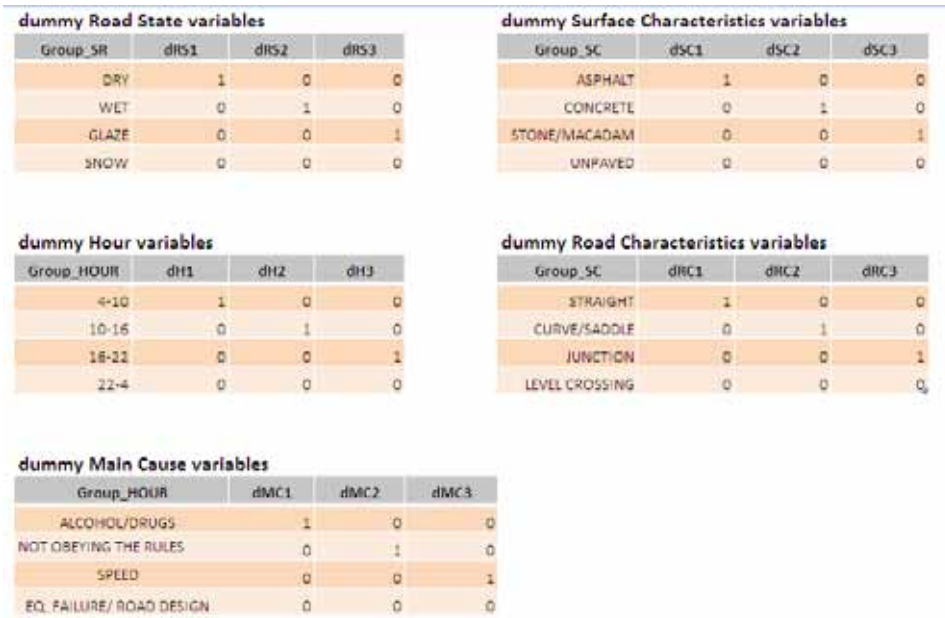 dummy Road State variables
Group_SR dRS1 dRS2 dRS3
DRY 1 0 0
WET 0 1 0
GLAZE 0 0 1
SNOW 0 0 0
dummy Surface Characteristics variables
Group_SC dSC1 dSC2 dSC3
ASPHALT 1 0 0
CONCRETE 0 1 0
STONE/MACADAM 0 0 1
UNPAVED 0 0 0
dummy Hour variables
Group_HOUR dH1 dH2 dH3
4-10 1 0 0
10-16 0 1 0
16-22 0 0 1
22-4 0 0 0
dummy Road Characteristics variables
Group_SC dRC1 dRC2 dRC3
STRAIGHT 1 0 0
CURVE/SADDLE 0 1 0
JUNCTION 0 0 1
LEVEL CROSSING 0 0 0
dummy Main Cause variables
Group_HOUR dMC1 dMC2 dMC3
ALCOHOL/DRUGS 1 0 0
NOT OBEYING THE RULES 0 1 0
SPEED 0 0 1
EQ. FAILURE/ ROAD DESIGN 0 0 0